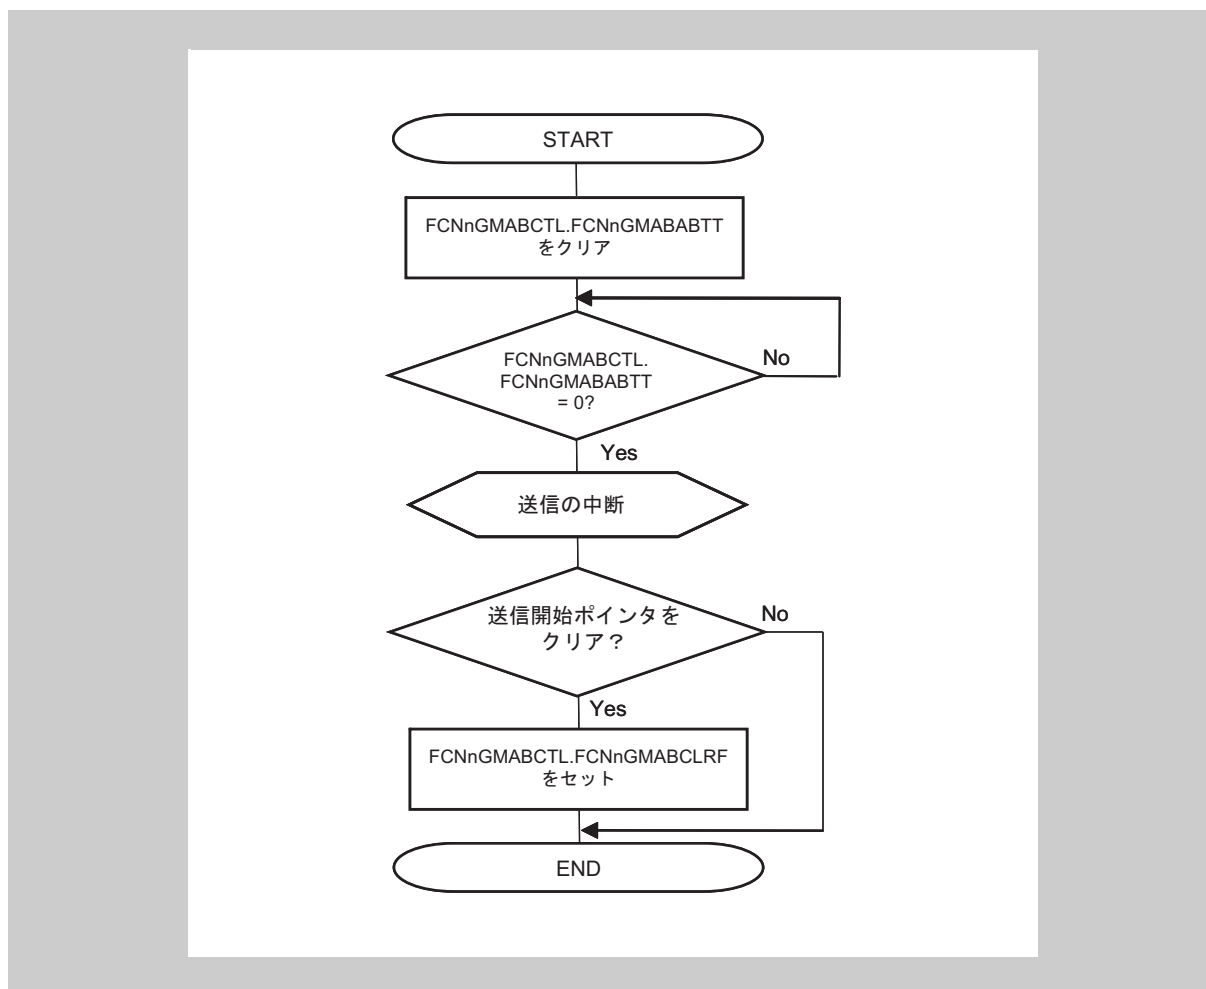 START
FCNnGMABCTL.FCNnGMABABTT
をクリア
FCNnGMABCTL.
FCNnGMABABTT
= 0?
No
Yes
送信の中断
送信開始ポインタを
クリア？
No
Yes
FCNnGMABCTL.FCNnGMABCLRF
をセット
END